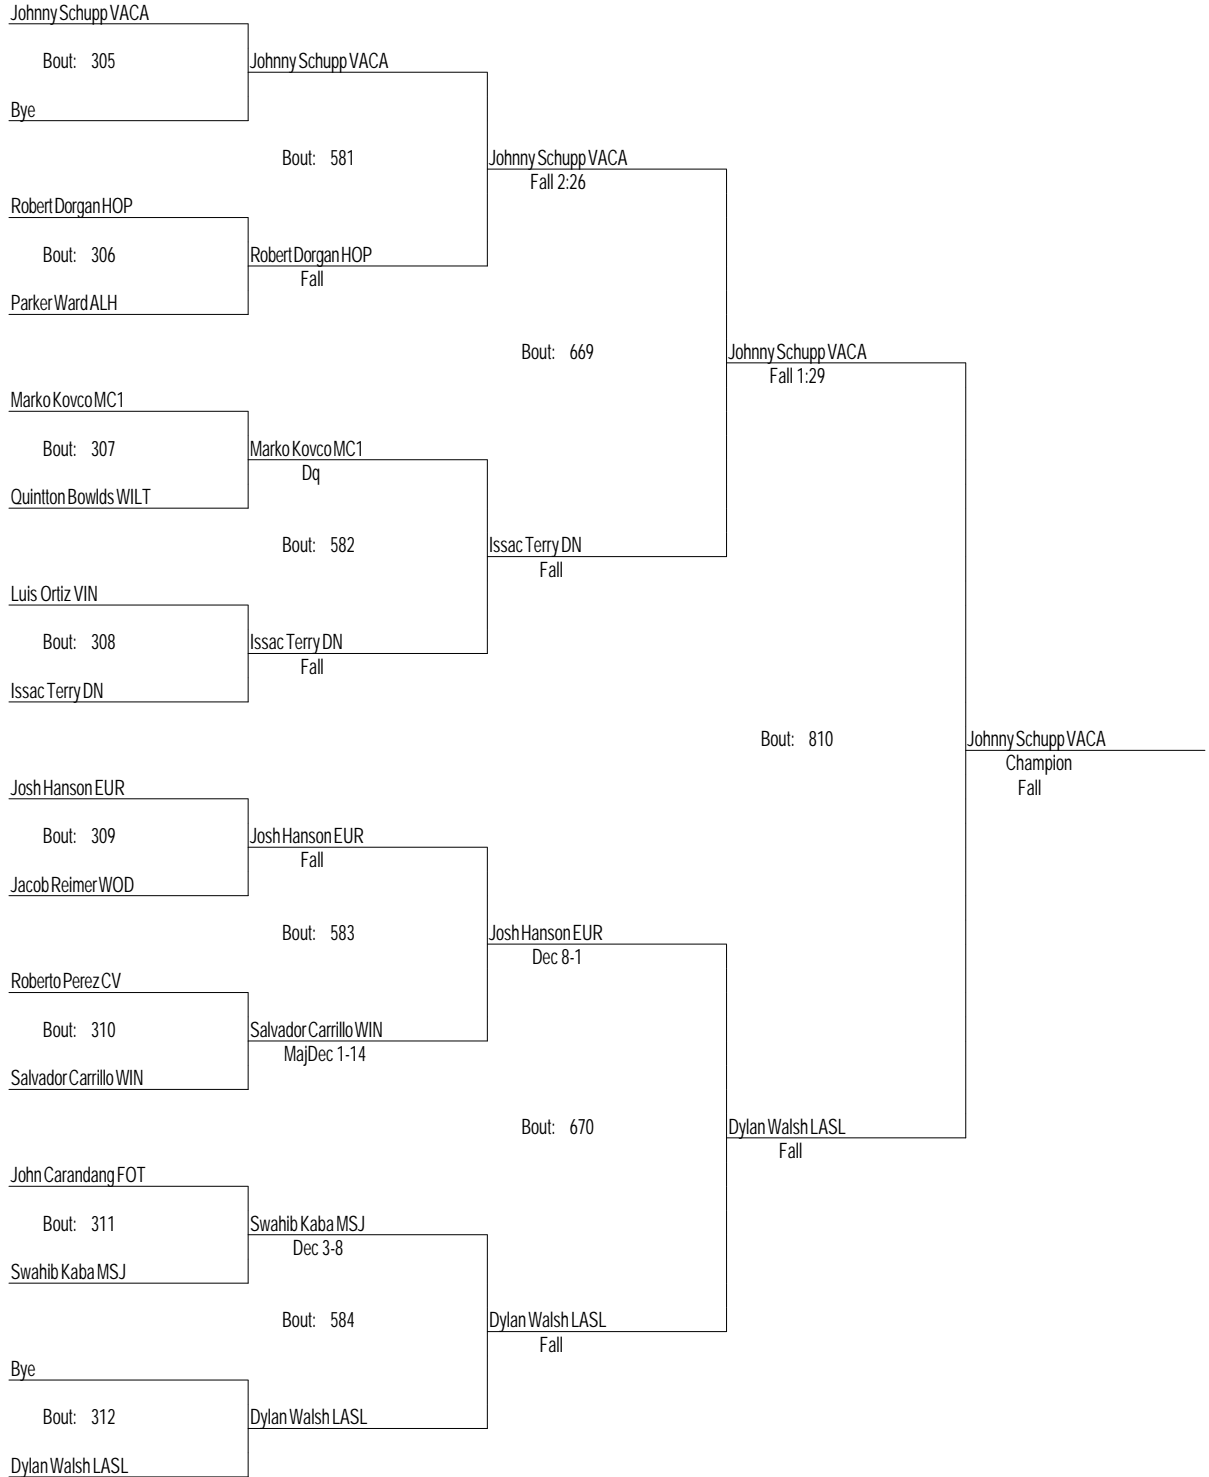 Johnny Schupp VACA
Bout: 305
Johnny Schupp VACA
Bye
Bout: 581
Johnny Schupp VACA
Fall 2:26
Robert Dorgan HOP
Bout: 306
Robert Dorgan HOP
Fall
Parker Ward ALH
Bout: 669
Johnny Schupp VACA
Fall 1:29
Marko Kovco MC1
Bout: 307
Marko Kovco MC1
Dq
Quintton Bowlds WILT
Bout: 582
Issac Terry DN
Fall
Luis Ortiz VIN
Bout: 308
Issac Terry DN
Fall
Issac Terry DN
Bout: 810
Johnny Schupp VACA
Champion
Fall
Josh Hanson EUR
Bout: 309
Josh Hanson EUR
Fall
Jacob Reimer WOD
Bout: 583
Josh Hanson EUR
Dec 8-1
Roberto Perez CV
Bout: 310
Salvador Carrillo WIN
MajDec 1-14
Salvador Carrillo WIN
Bout: 670
Dylan Walsh LASL
Fall
John Carandang FOT
Bout: 311
Swahib Kaba MSJ
Dec 3-8
Swahib Kaba MSJ
Bout: 584
Dylan Walsh LASL
Fall
Bye
Bout: 312
Dylan Walsh LASL
Dylan Walsh LASL